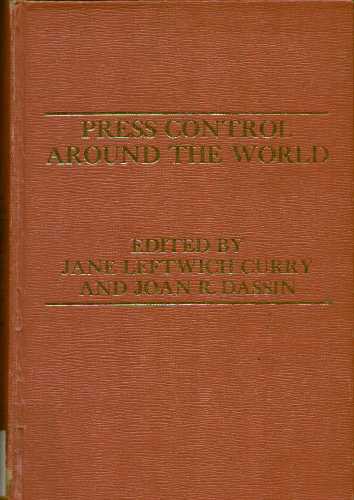 PRESS CONTROL
AROUND THE WORLD
EDITED BY
JANE LEFTWICH CURRY
AND JOAN R. DASSIN